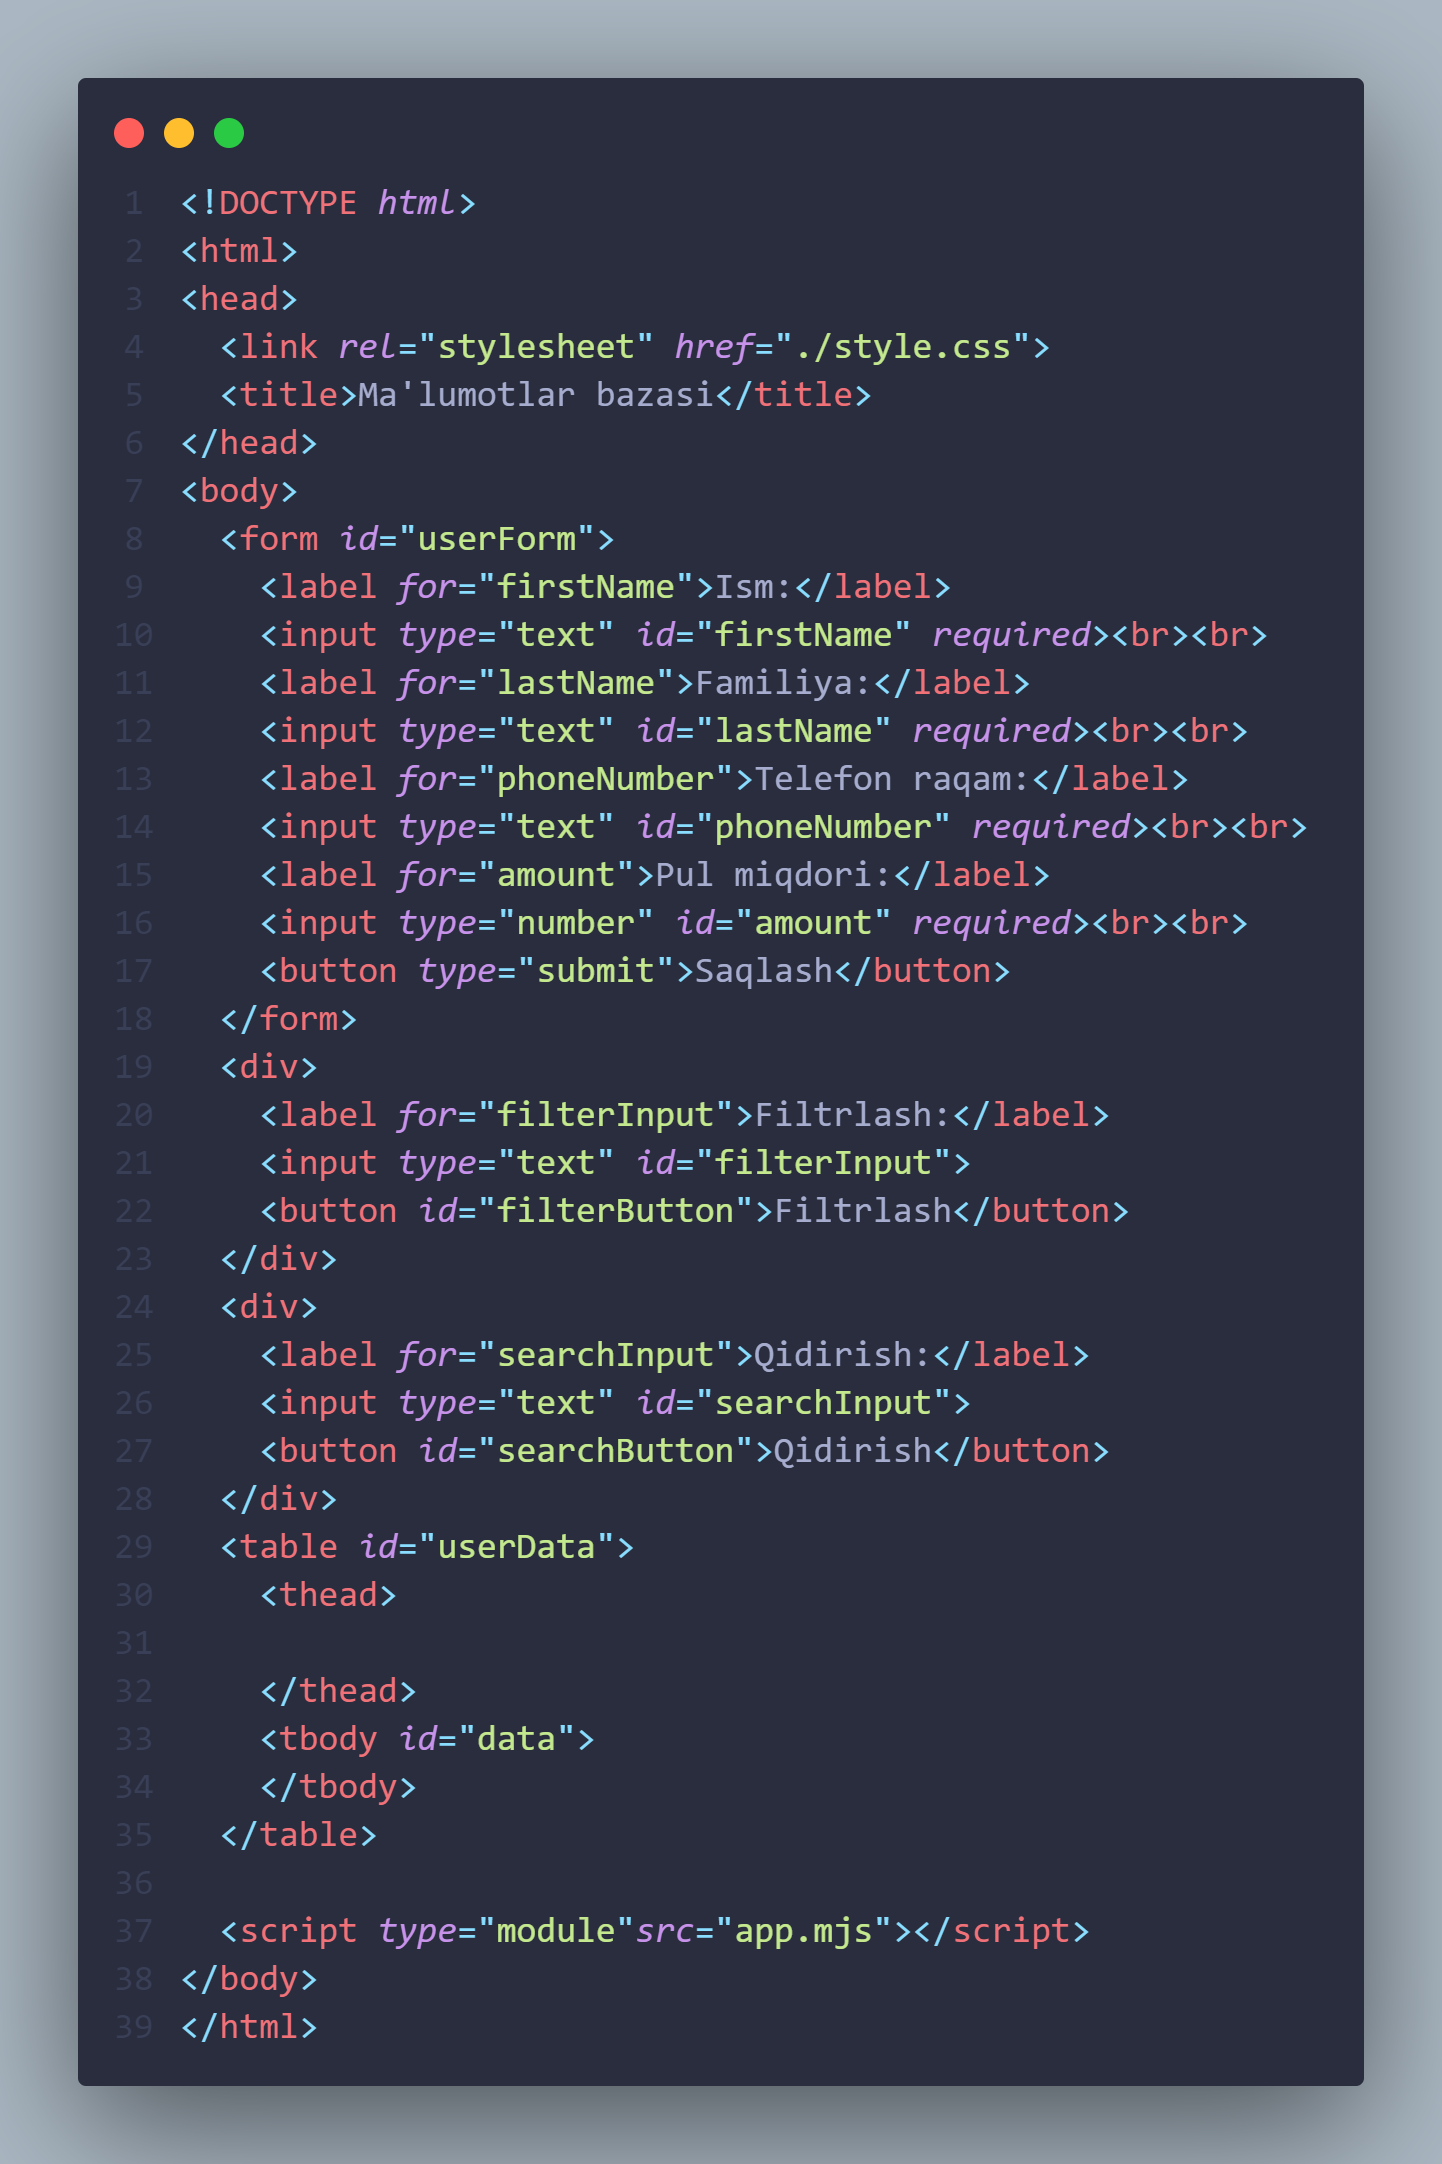 1 <!DOCTYPE html>
2 <html>
3 <head>
4   <link rel="stylesheet" href="./style.css">
5   <title>Ma'lumotlar bazasi</title>
6 </head>
7 <body>
8   <form id="userForm">
9     <label for="firstName">Ism:</label>
10     <input type="text" id="firstName" required><br><br>
11     <label for="lastName">Familiya:</label>
12     <input type="text" id="lastName" required><br><br>
13     <label for="phoneNumber">Telefon raqam:</label>
14     <input type="text" id="phoneNumber" required><br><br>
15     <label for="amount">Pul miqdori:</label>
16     <input type="number" id="amount" required><br><br>
17     <button type="submit">Saqlash</button>
18   </form>
19   <div>
20     <label for="filterInput">Filtrlash:</label>
21     <input type="text" id="filterInput">
22     <button id="filterButton">Filtrlash</button>
23   </div>
24   <div>
25     <label for="searchInput">Qidirish:</label>
26     <input type="text" id="searchInput">
27     <button id="searchButton">Qidirish</button>
28   </div>
29   <table id="userData">
30     <thead>
31
32     </thead>
33     <tbody id="data">
34     </tbody>
35   </table>
36
37   <script type="module"src="app.mjs"></script>
38 </body>
39 </html>